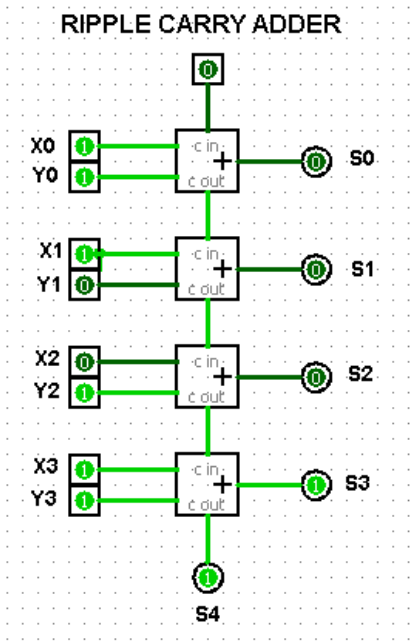 RIPPLE CARRY ADDER
0
X0 1 c in + 0 S0
Y0 1 c out
X1 1 c in + 0 S1
Y1 0 c out
X2 0 c in + 0 S2
Y2 1 c out
X3 1 c in + 1 S3
Y3 1 c out
1
S4